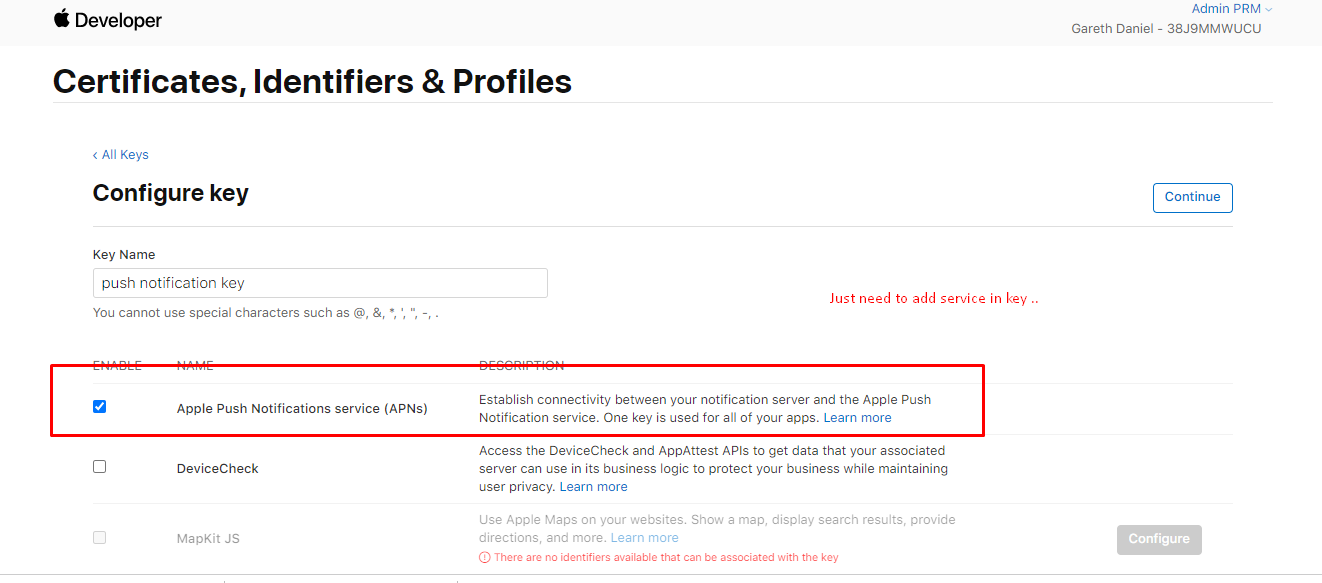 Developer
Admin PRM
Gareth Daniel - 38J9MMWUCU
Certificates, Identifiers & Profiles
‹ All Keys
Configure key
Continue
Key Name
push notification key
Just need to add service in key ..
You cannot use special characters such as @, &, *, ', ", -, .
ENABLE NAME DESCRIPTION
Apple Push Notifications service (APNs)
Establish connectivity between your notification server and the Apple Push
Notification service. One key is used for all of your apps. Learn more
DeviceCheck
Access the DeviceCheck and AppAttest APIs to get data that your associated
server can use in its business logic to protect your business while maintaining
user privacy. Learn more
MapKit JS
Use Apple Maps on your websites. Show a map, display search results, provide
directions, and more. Learn more
There are no identifiers available that can be associated with the key
Configure